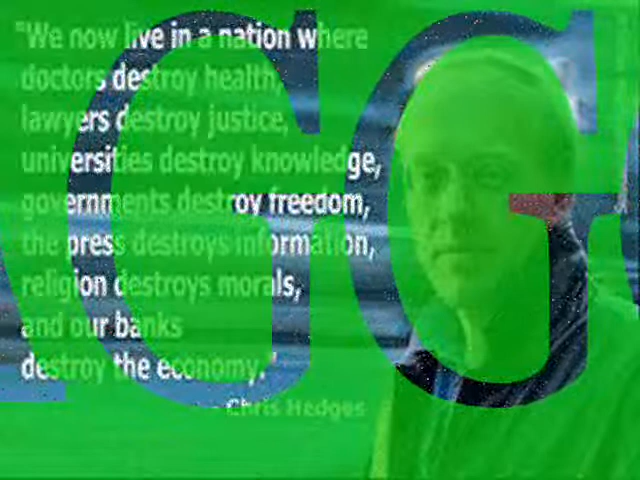 "We now live in a nation where
doctors destroy health,
lawyers destroy justice,
universities destroy knowledge,
governments destroy freedom,
the press destroys information,
religion destroys morals,
and our banks
destroy the economy."
- Chris Hedges
GG